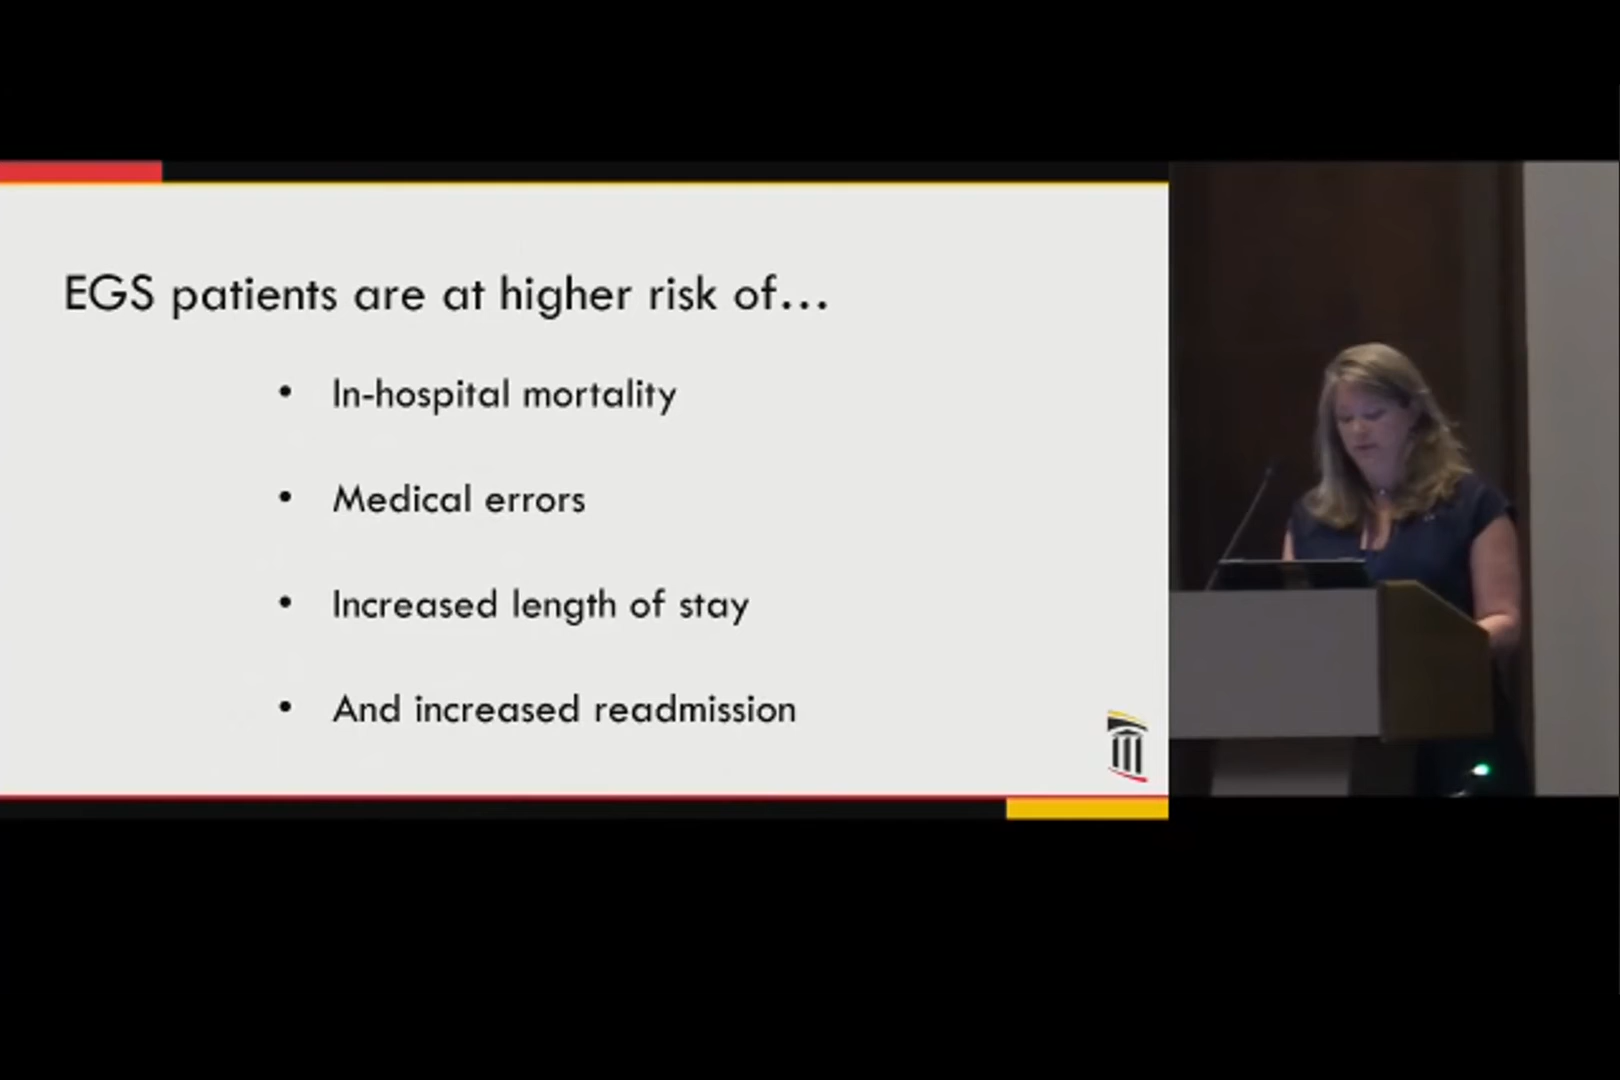 EGS patients are at higher risk of...
• In-hospital mortality
• Medical errors
• Increased length of stay
• And increased readmission